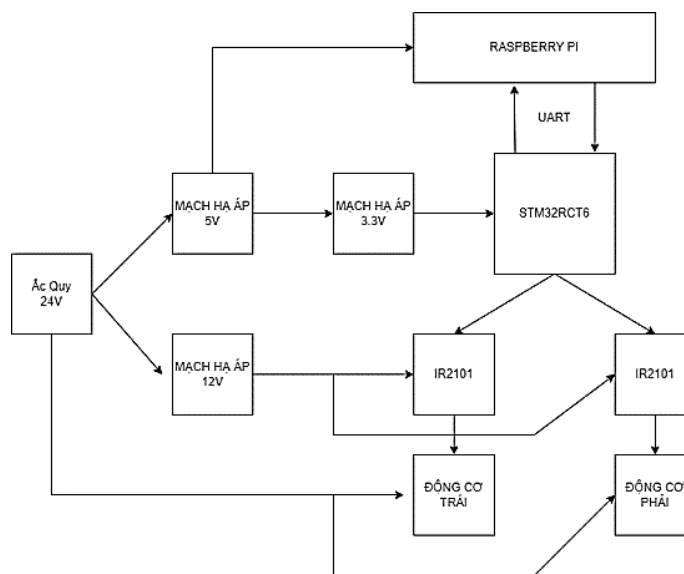 RASPBERRY PI
UART
MẠCH HẠ ÁP
5V
MẠCH HẠ ÁP
3.3V
STM32RCT6
Ắc Quy
24V
MẠCH HẠ ÁP
12V
IR2101
IR2101
ĐỘNG CƠ
TRÁI
ĐỘNG CƠ
PHẢI